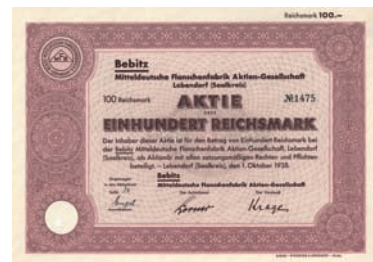 Reichsmark 100.—
Bebitz
Mitteldeutsche Flanschenfabrik Aktien-Gesellschaft
Lebendorf (Saalkreis)
100 Reichsmark
AKTIE
№1475
ÜBER
EINHUNDERT REICHSMARK
Der Inhaber dieser Aktie ist für den Betrag von Einhundert Reichsmark bei
der Bebitz Mitteldeutsche Flanschenfabrik Aktien-Gesellschaft, Lebendorf
(Saalkreis), als Aktionär mit allen satzungsmäßigen Rechten und Pflichten
beteiligt. – Lebendorf (Saalkreis), den 1. Oktober 1938.
Bebitz
Mitteldeutsche Flanschenfabrik Aktien-Gesellschaft
Eingetragen
Der Aufsichtsrat
Der Vorstand